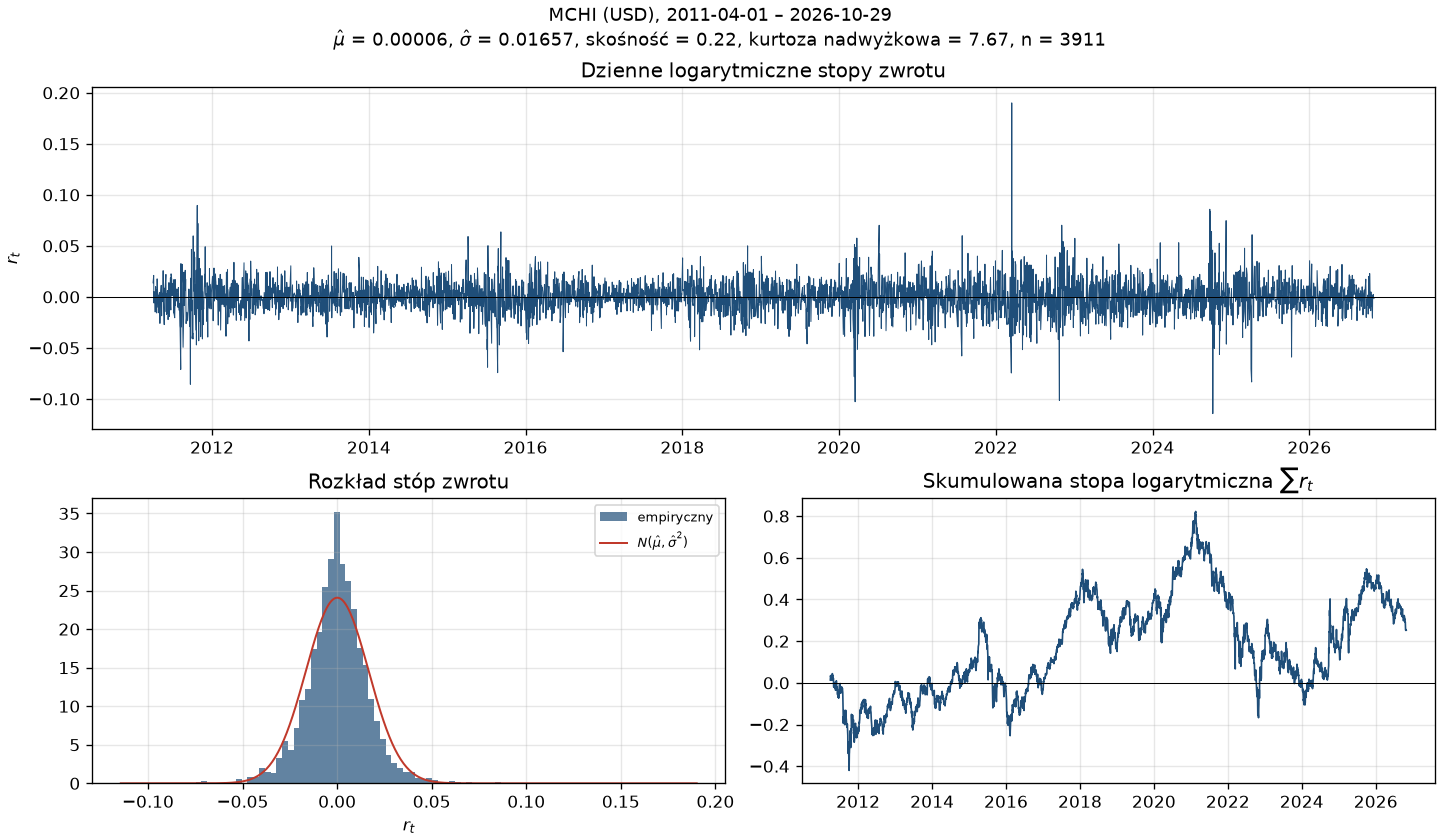 MCHI (USD), 2011-04-01 – 2026-10-29
μ̂ = 0.00006, σ̂ = 0.01657, skośność = 0.22, kurtoza nadwyżkowa = 7.67, n = 3911
Dzienne logarytmiczne stopy zwrotu
0.20
0.15
0.10
0.05
0.00
−0.05
−0.10
r_t
2012 2014 2016 2018 2020 2022 2024 2026
Rozkład stóp zwrotu
35
30
25
20
15
10
5
0
empiryczny
N(μ̂, σ̂²)
−0.10 −0.05 0.00 0.05 0.10 0.15 0.20
r_t
Skumulowana stopa logarytmiczna ∑r_t
0.8
0.6
0.4
0.2
0.0
−0.2
−0.4
2012 2014 2016 2018 2020 2022 2024 2026